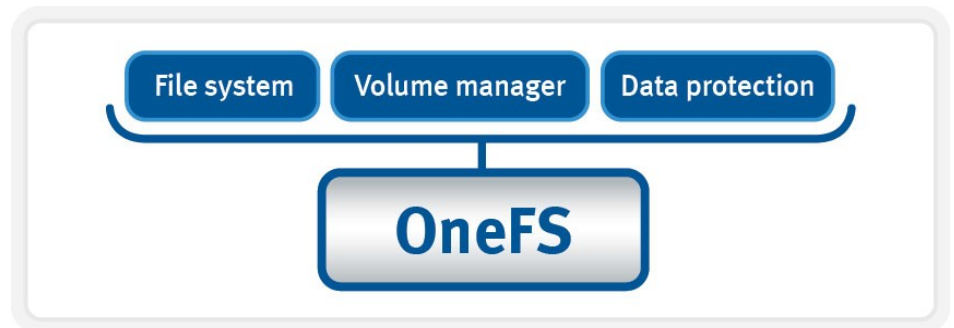 File system
Volume manager
Data protection
OneFS